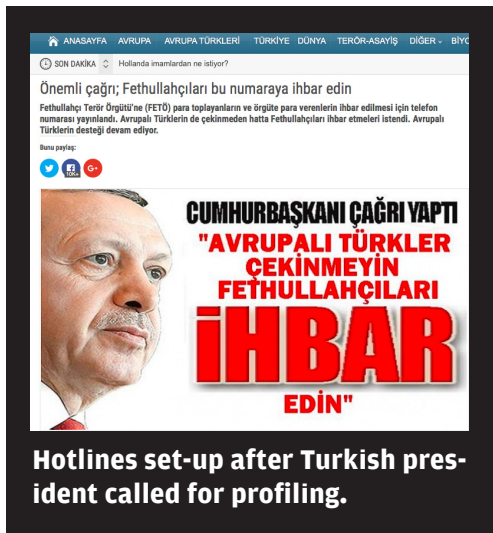 ANASAYFA AVRUPA AVRUPA TÜRKLERİ TÜRKİYE DÜNYA TERÖR-ASAYİŞ DİĞER BİYO
SON DAKİKA Hollanda imamlardan ne istiyor?
Önemli çağrı; Fethullahçıları bu numaraya ihbar edin
Fethullahçı Terör Örgütü'ne (FETÖ) para toplayanların ve örgüte para verenlerin ihbar edilmesi için telefon
numarası yayınlandı. Avrupalı Türklerin de çekinmeden hatta Fethullahçıları ihbar etmeleri istendi. Avrupalı
Türklerin desteği devam ediyor.
Bunu paylaş:
10K+
G+
CUMHURBAŞKANI ÇAĞRI YAPTI
"AVRUPALI TÜRKLER
ÇEKİNMEYİN
FETHULLAHÇILARI
İHBAR
EDİN"
Hotlines set-up after Turkish pres-
ident called for profiling.